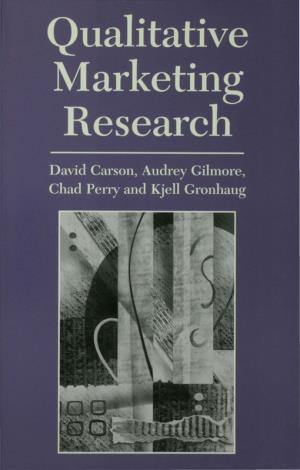 Qualitative
Marketing
Research
David Carson, Audrey Gilmore,
Chad Perry and Kjell Gronhaug